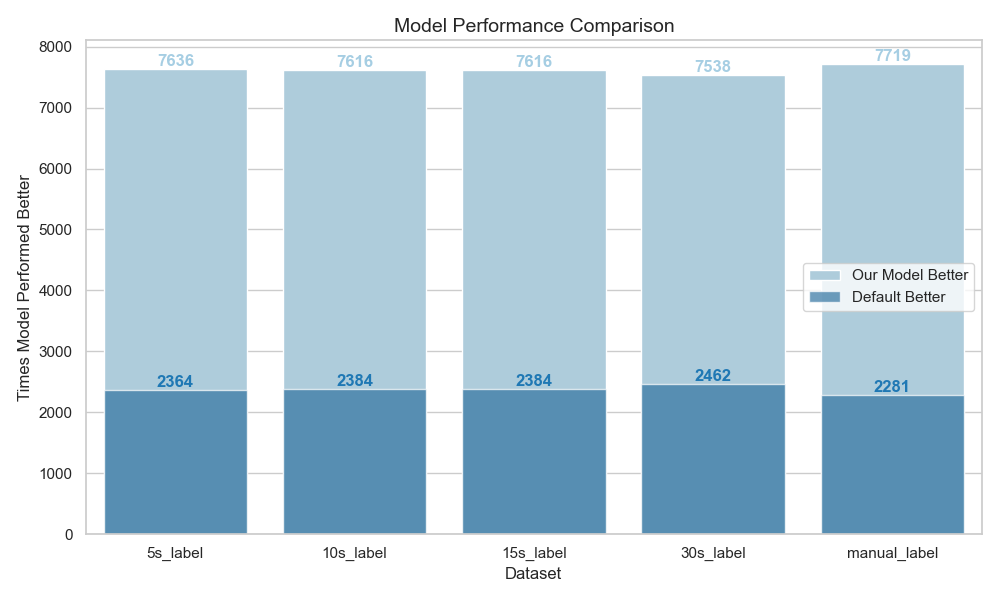 Model Performance Comparison
Times Model Performed Better
8000
7000
6000
5000
4000
3000
2000
1000
0
7636
7616
7616
7538
7719
2364
2384
2384
2462
2281
Our Model Better
Default Better
5s_label
10s_label
15s_label
30s_label
manual_label
Dataset